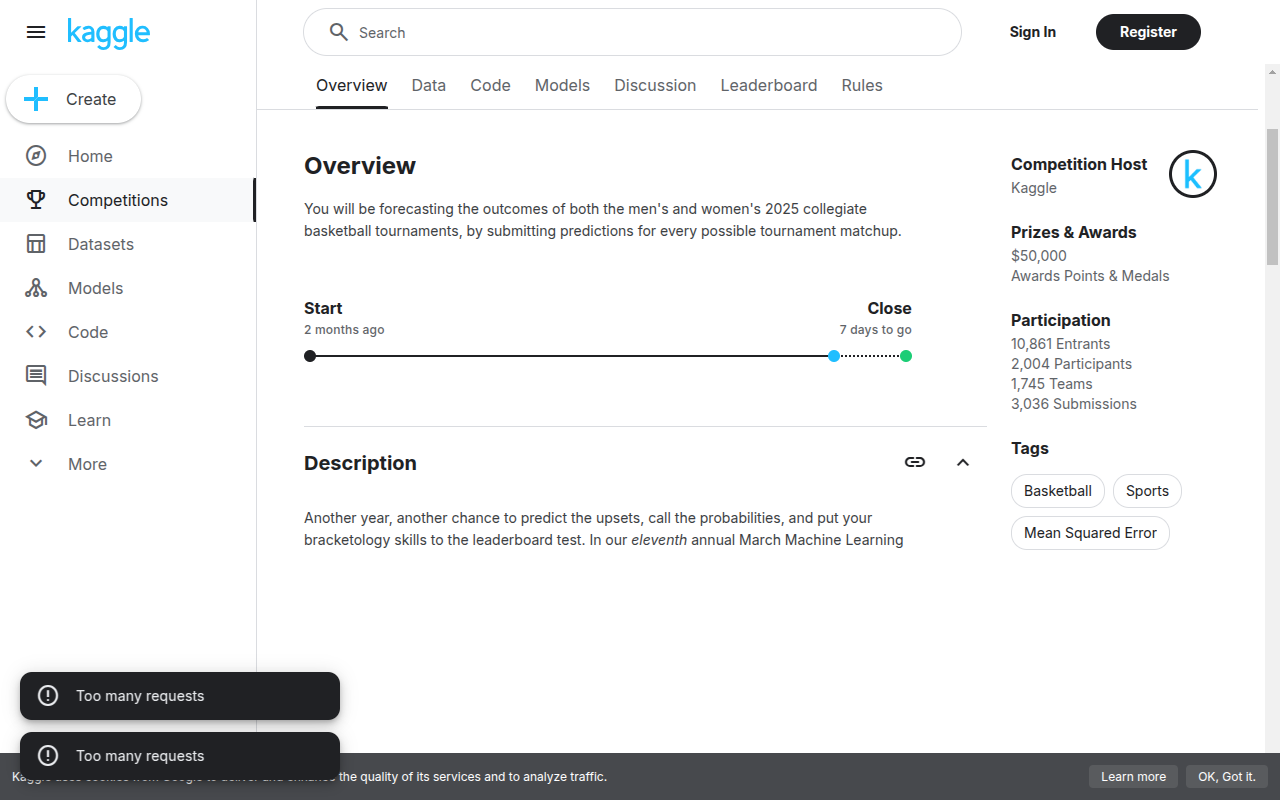 kaggle
Search
Sign In
Register
Create
Home
Competitions
Datasets
Models
Code
Discussions
Learn
More
Overview
Data
Code
Models
Discussion
Leaderboard
Rules
Overview
You will be forecasting the outcomes of both the men's and women's 2025 collegiate
basketball tournaments, by submitting predictions for every possible tournament matchup.
Start
2 months ago
Close
7 days to go
Description
Another year, another chance to predict the upsets, call the probabilities, and put your
bracketology skills to the leaderboard test. In our eleventh annual March Machine Learning
Competition Host
Kaggle
k
Prizes & Awards
$50,000
Awards Points & Medals
Participation
10,861 Entrants
2,004 Participants
1,745 Teams
3,036 Submissions
Tags
Basketball
Sports
Mean Squared Error
Too many requests
Too many requests
the quality of its services and to analyze traffic.
Learn more
OK, Got it.